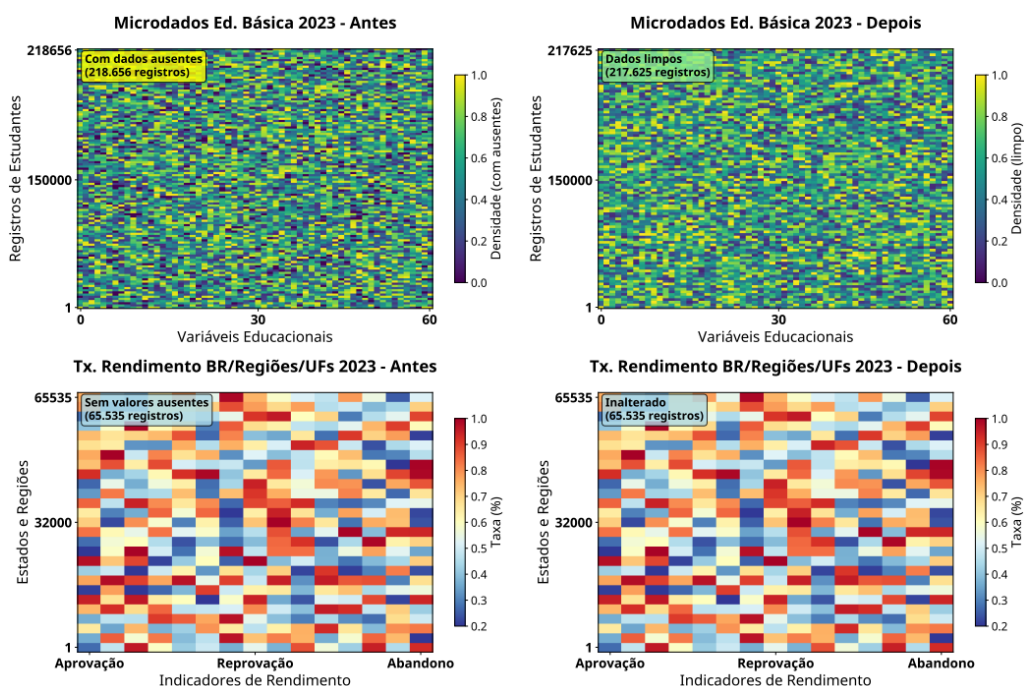 Microdados Ed. Básica 2023 - Antes
218656
Com dados ausentes
(218.656 registros)
150000
1
Registros de Estudantes
0
30
60
Variáveis Educacionais
1.0
0.8
0.6
0.4
0.2
0.0
Densidade (com ausentes)
Microdados Ed. Básica 2023 - Depois
217625
Dados limpos
(217.625 registros)
150000
1
Registros de Estudantes
0
30
60
Variáveis Educacionais
1.0
0.8
0.6
0.4
0.2
0.0
Densidade (limpo)
Tx. Rendimento BR/Regiões/UFs 2023 - Antes
65535
Sem valores ausentes
(65.535 registros)
32000
1
Estados e Regiões
Aprovação
Reprovação
Abandono
Indicadores de Rendimento
1.0
0.9
0.8
0.7
0.6
0.5
0.4
0.3
0.2
Taxa (%)
Tx. Rendimento BR/Regiões/UFs 2023 - Depois
65535
Inalterado
(65.535 registros)
32000
1
Estados e Regiões
Aprovação
Reprovação
Abandono
Indicadores de Rendimento
1.0
0.9
0.8
0.7
0.6
0.5
0.4
0.3
0.2
Taxa (%)